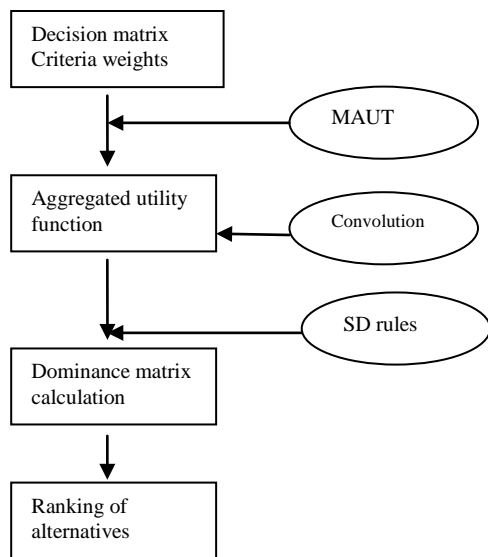 Decision matrix
Criteria weights
MAUT
Aggregated utility
function
Convolution
SD rules
Dominance matrix
calculation
Ranking of
alternatives